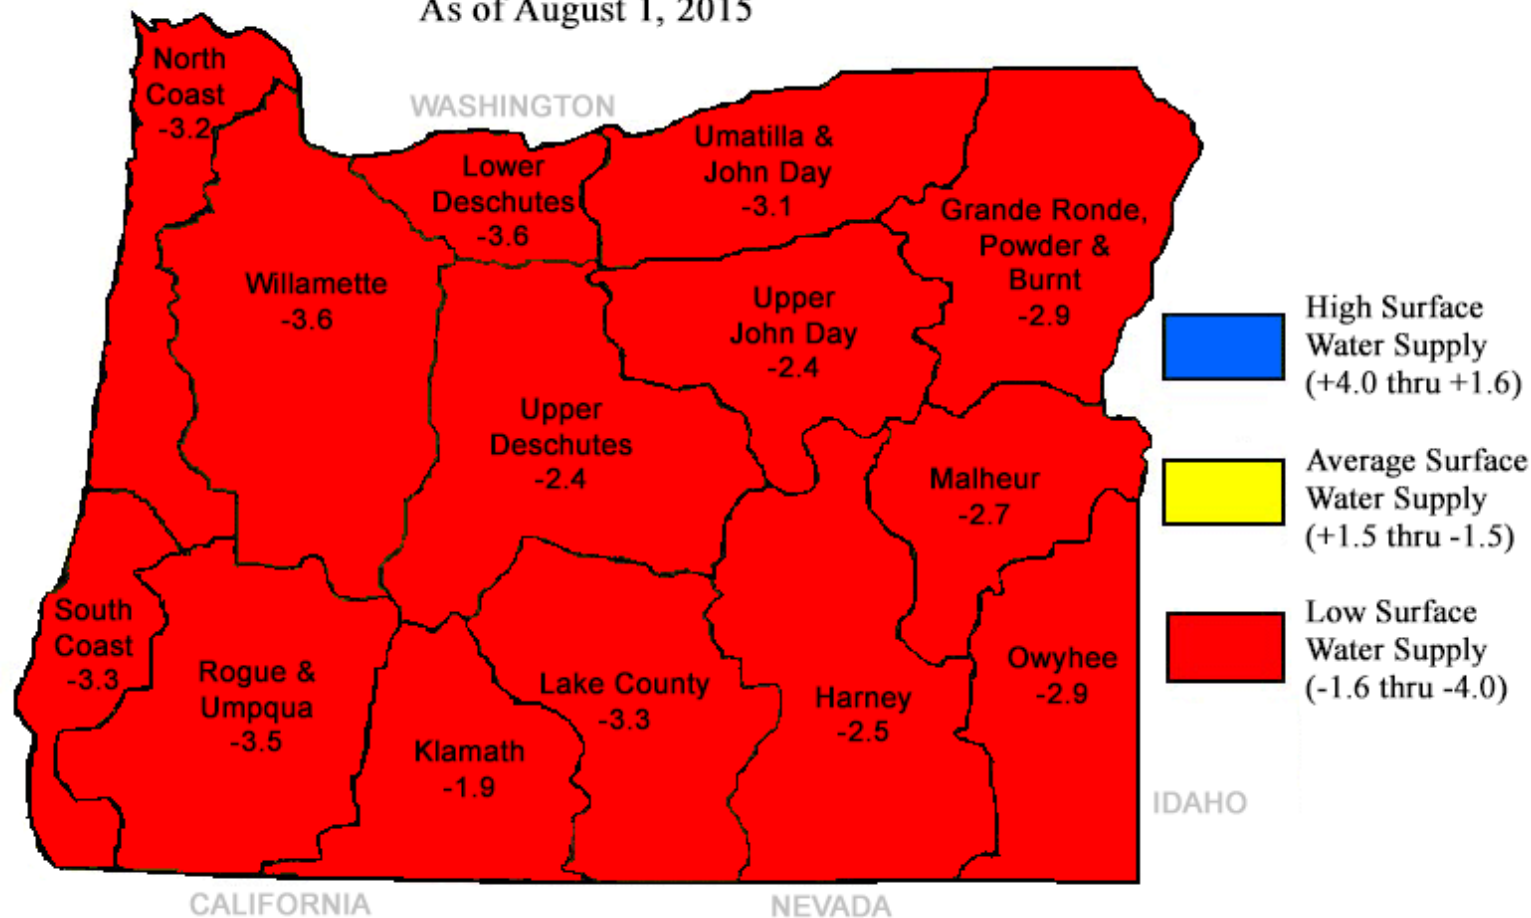 As of August 1, 2015
North
Coast
-3.2
WASHINGTON
Lower
Deschutes
-3.6
Umatilla &
John Day
-3.1
Grande Ronde,
Powder &
Burnt
-2.9
Willamette
-3.6
Upper
John Day
-2.4
Upper
Deschutes
-2.4
Malheur
-2.7
South
Coast
-3.3
Rogue &
Umpqua
-3.5
Klamath
-1.9
Lake County
-3.3
Harney
-2.5
Owyhee
-2.9
High Surface
Water Supply
(+4.0 thru +1.6)
Average Surface
Water Supply
(+1.5 thru -1.5)
Low Surface
Water Supply
(-1.6 thru -4.0)
IDAHO
CALIFORNIA
NEVADA